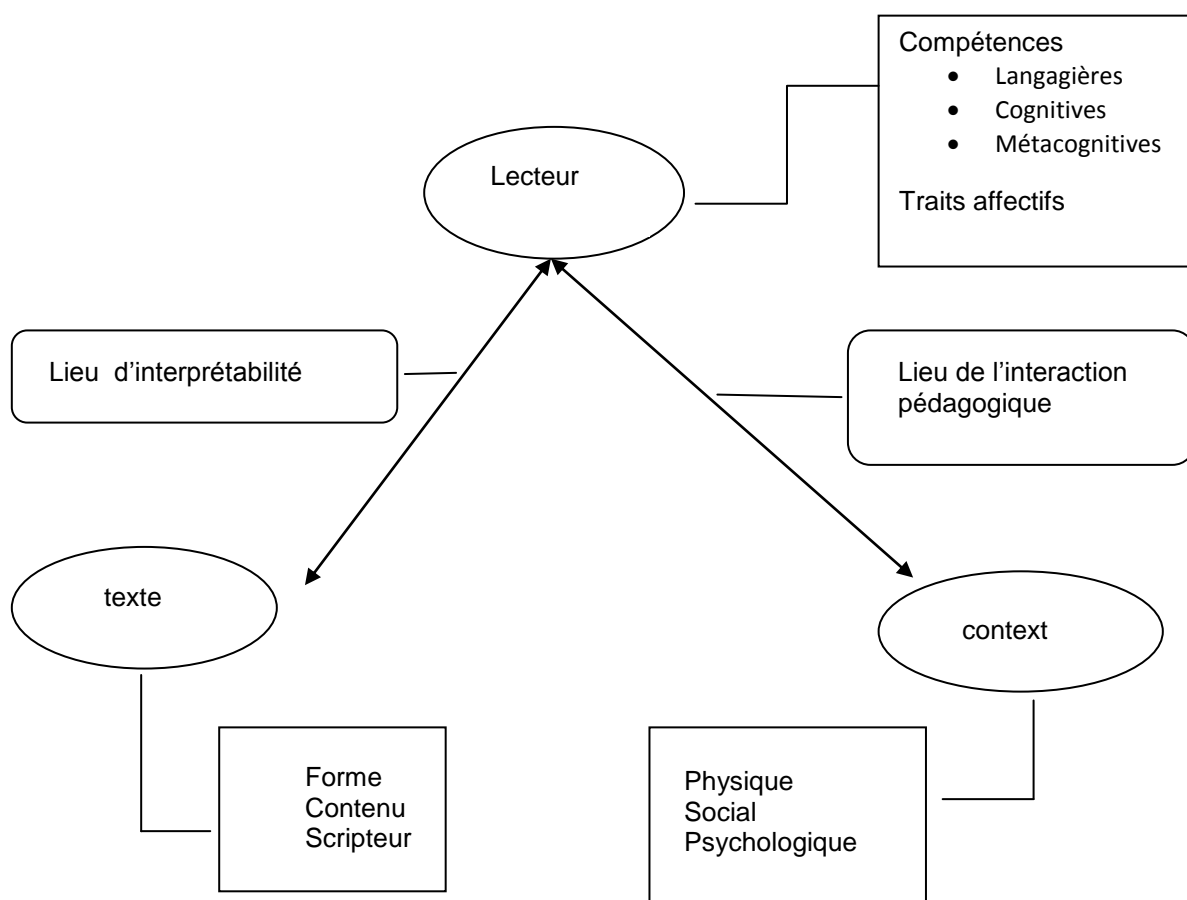 Compétences
• Langagières
• Cognitives
• Métacognitives
Traits affectifs
Lecteur
Lieu d’interprétabilité
Lieu de l’interaction
pédagogique
texte
context
Forme
Contenu
Scripteur
Physique
Social
Psychologique